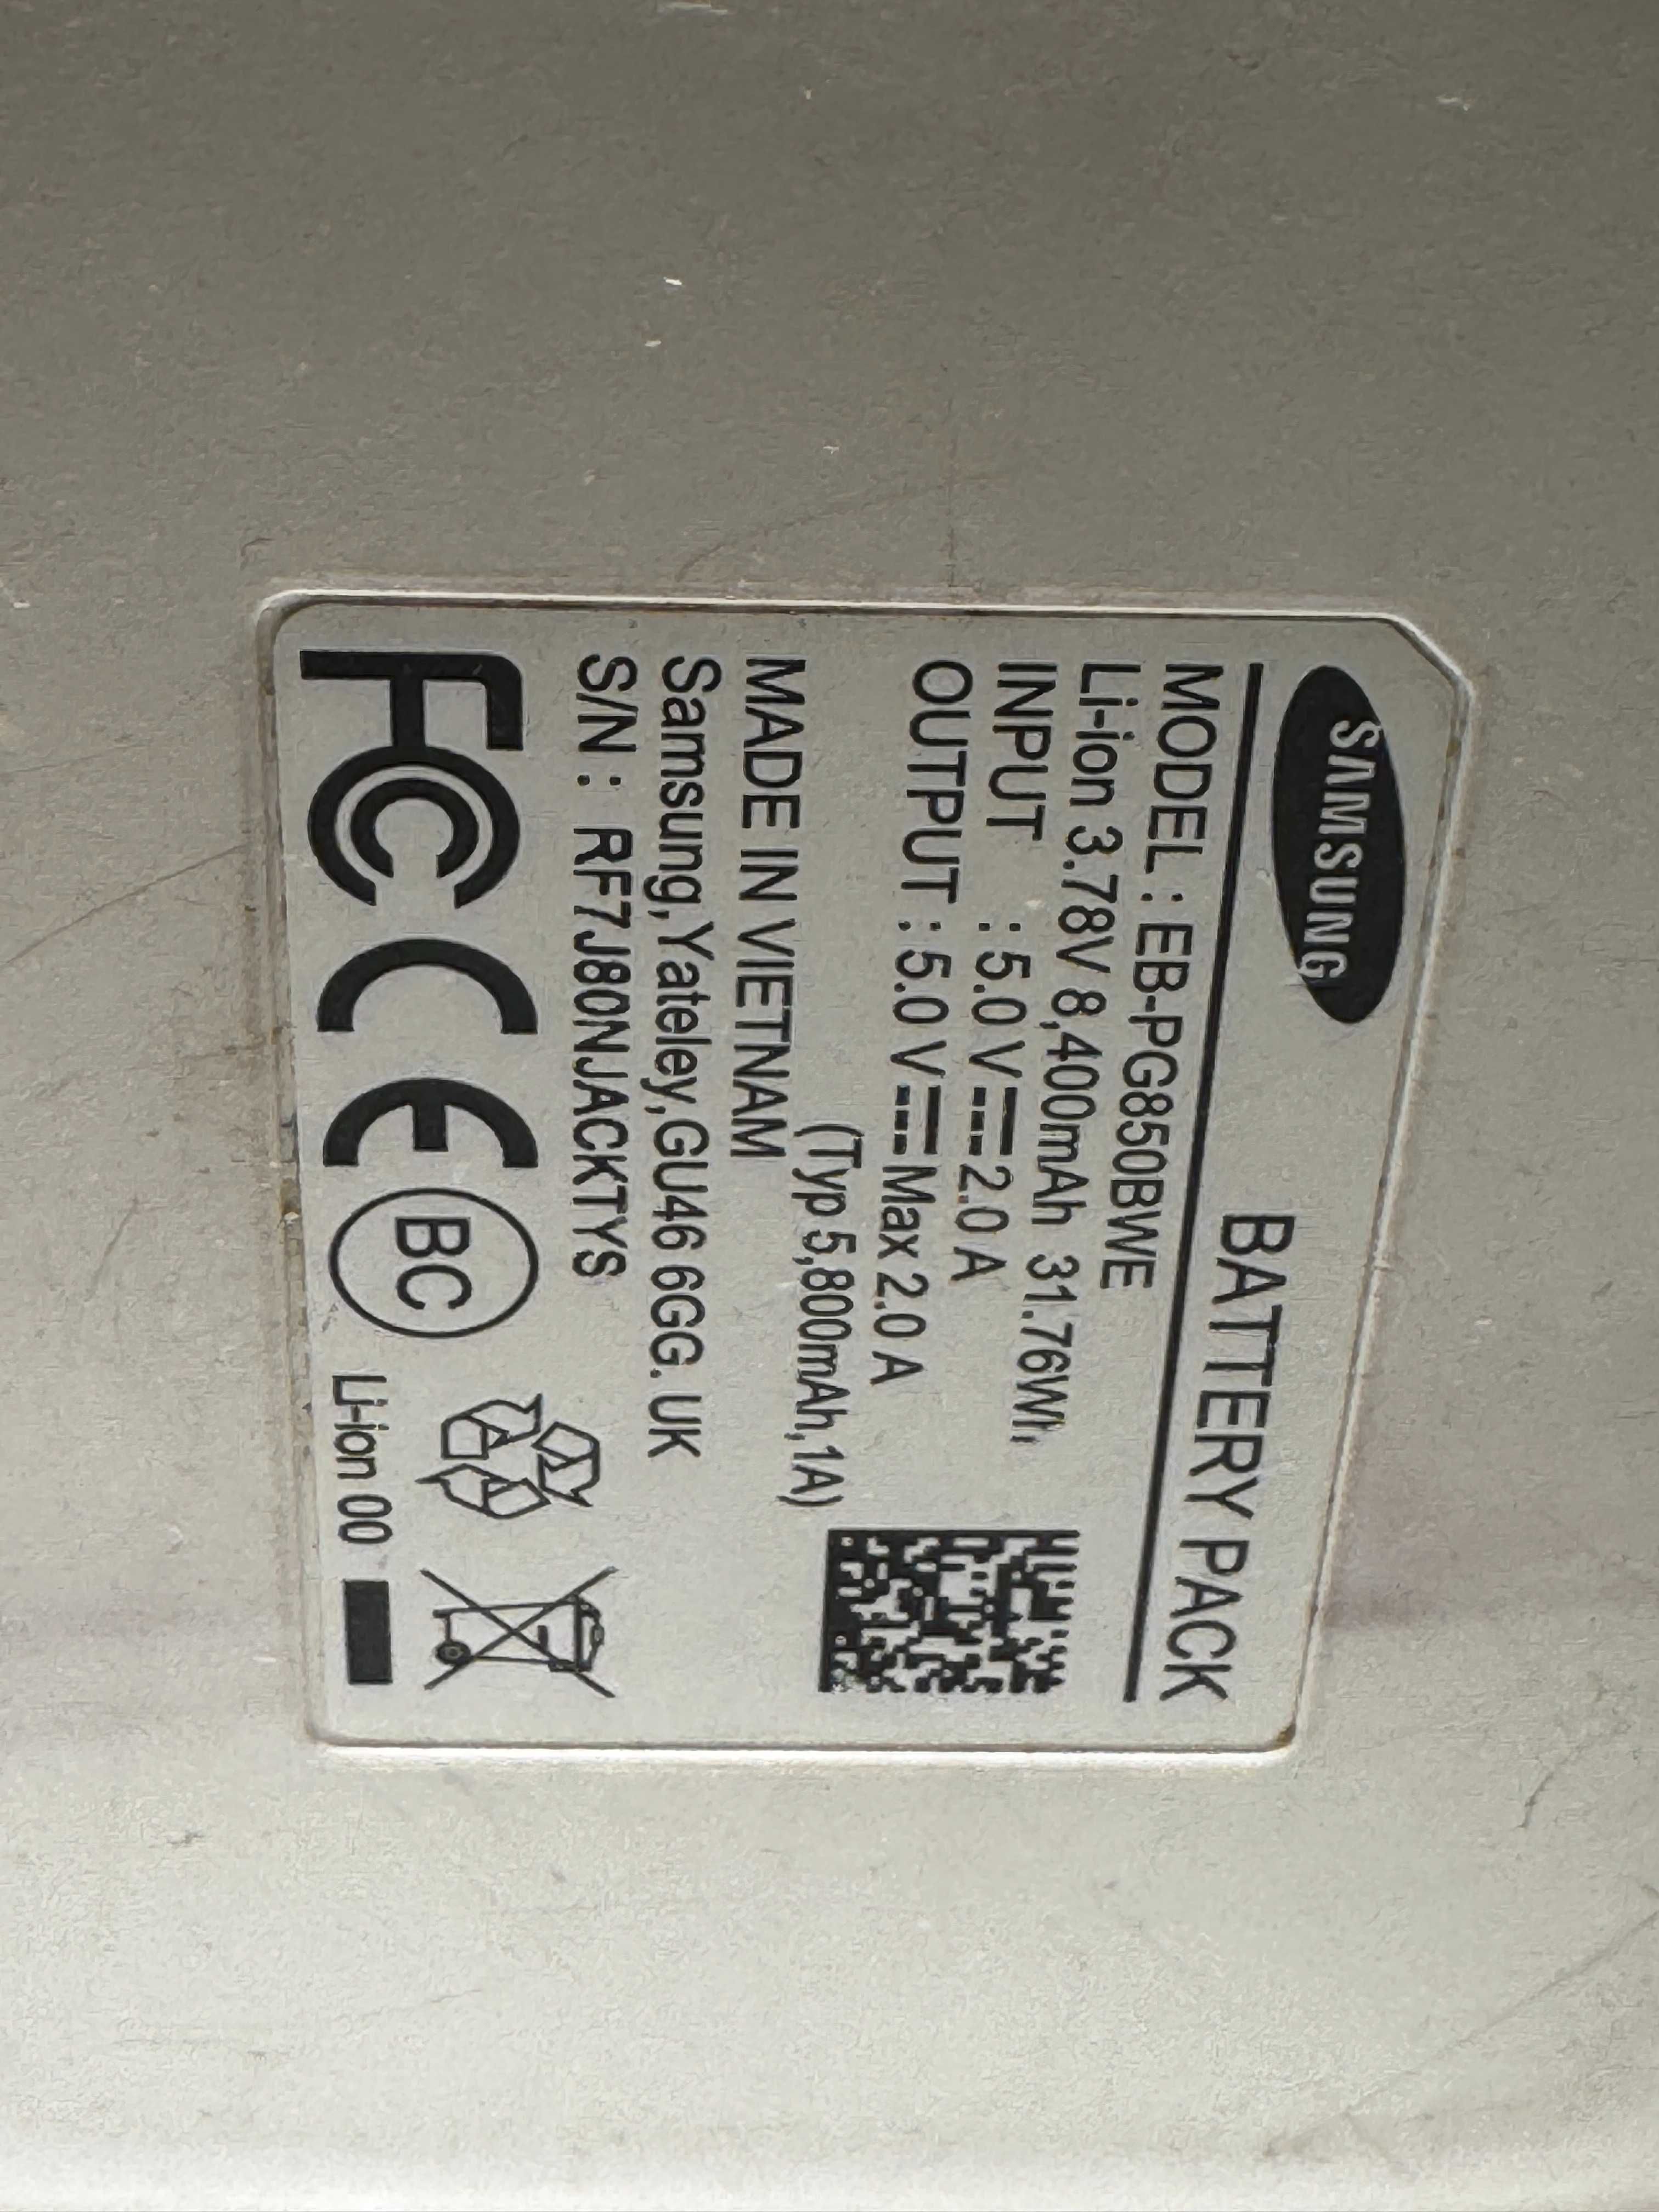 SAMSUNG
BATTERY PACK
MODEL : EB-PG850BWE
Li-ion 3.78V 8,400mAh 31.76Wh
INPUT : 5.0 V⎓2.0 A
OUTPUT : 5.0 V⎓Max 2.0 A
(Typ 5,800mAh,1A)
MADE IN VIETNAM
Samsung,Yateley,GU46 6GG. UK
S/N : RF7J80NJACKTYS
FC CE BC
Li-ion 00